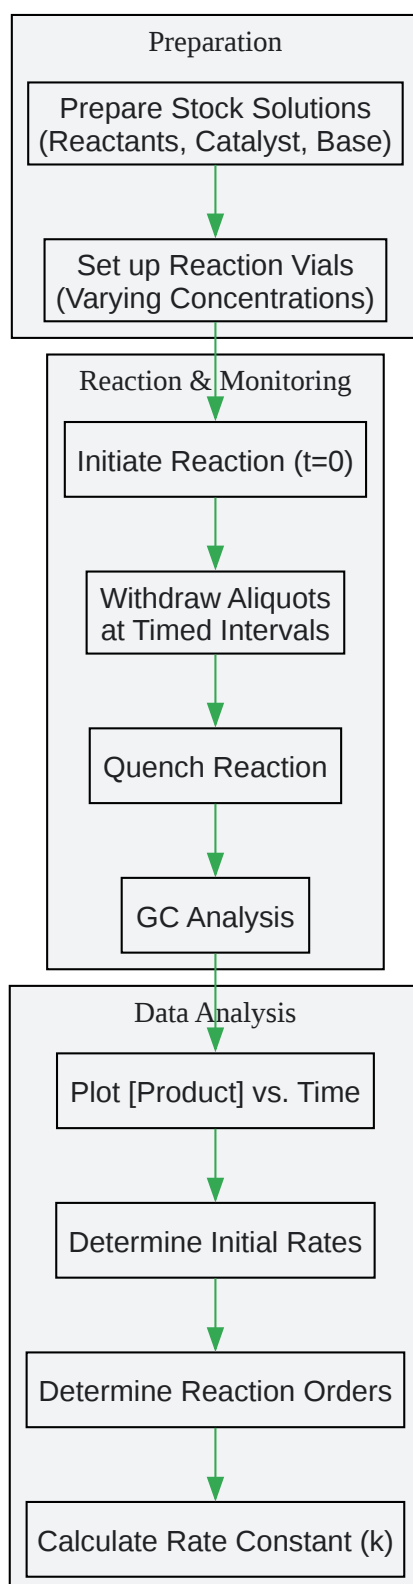 Preparation
Prepare Stock Solutions
(Reactants, Catalyst, Base)
Set up Reaction Vials
(Varying Concentrations)
Reaction & Monitoring
Initiate Reaction (t=0)
Withdraw Aliquots
at Timed Intervals
Quench Reaction
GC Analysis
Data Analysis
Plot [Product] vs. Time
Determine Initial Rates
Determine Reaction Orders
Calculate Rate Constant (k)